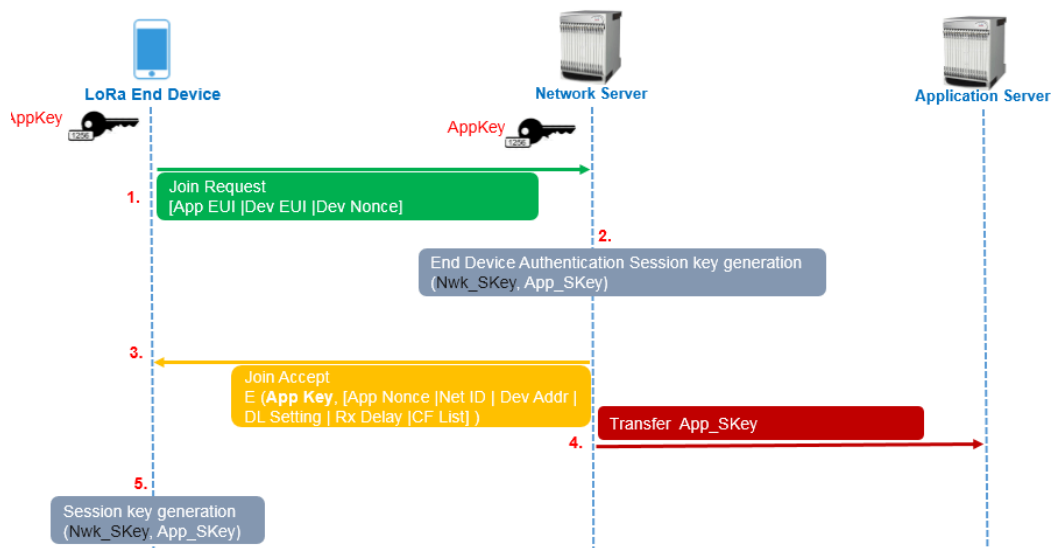 LoRa End Device
Network Server
Application Server
AppKey
1256
AppKey
1256
1.
Join Request
[App EUI |Dev EUI |Dev Nonce]
2.
End Device Authentication Session key generation
(Nwk_SKey, App_SKey)
3.
Join Accept
E (App Key, [App Nonce |Net ID | Dev Addr |
DL Setting | Rx Delay |CF List] )
Transfer App_SKey
4.
5.
Session key generation
(Nwk_SKey, App_SKey)